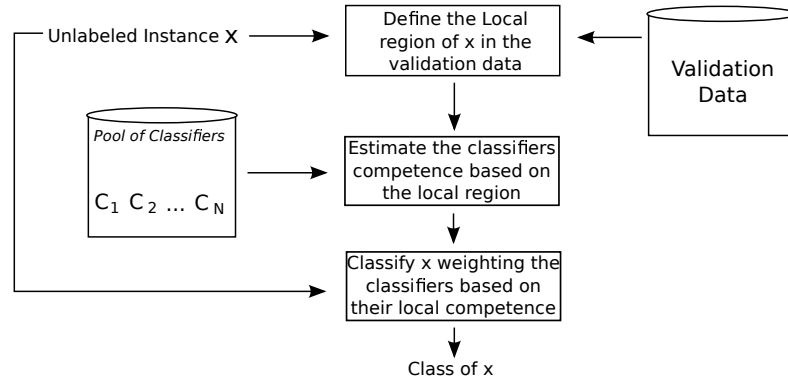 Unlabeled Instance x
Define the Local
region of x in the
validation data
Validation
Data
Pool of Classifiers
C1 C2 ... CN
Estimate the classifiers
competence based on
the local region
Classify x weighting the
classifiers based on
their local competence
Class of x